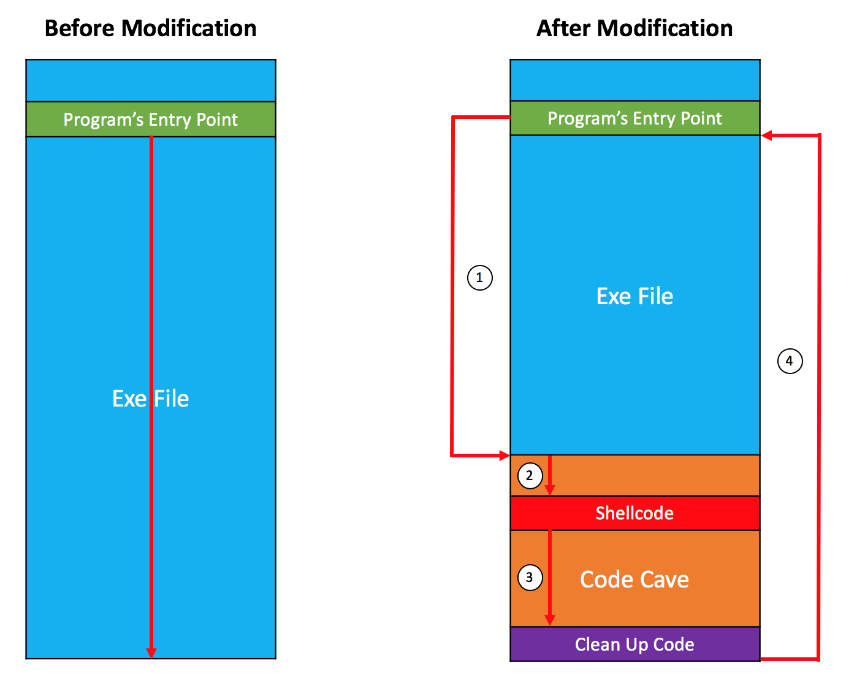 Before Modification
Program's Entry Point
Exe File
After Modification
Program's Entry Point
1
Exe File
4
2
Shellcode
3
Code Cave
Clean Up Code